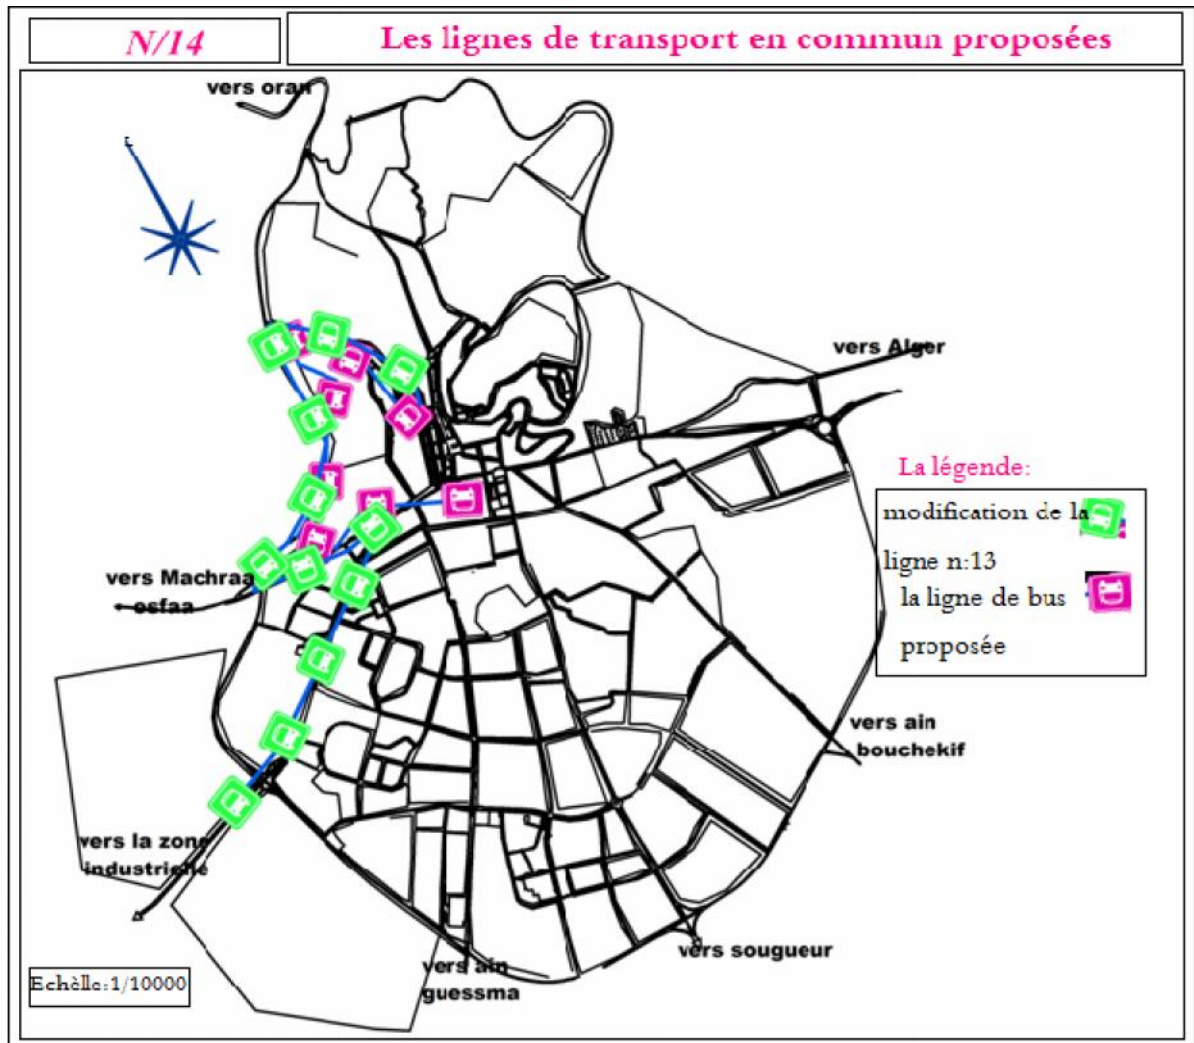 N/14
Les lignes de transport en commun proposées
vers oran
vers Alger
La légende:
modification de la
ligne n:13
la ligne de bus
proposée
vers Machraa
osfaa
vers ain
bouchekif
vers la zone
industrielle
vers sougueur
vers ain
guessma
Echèlle:1/10000